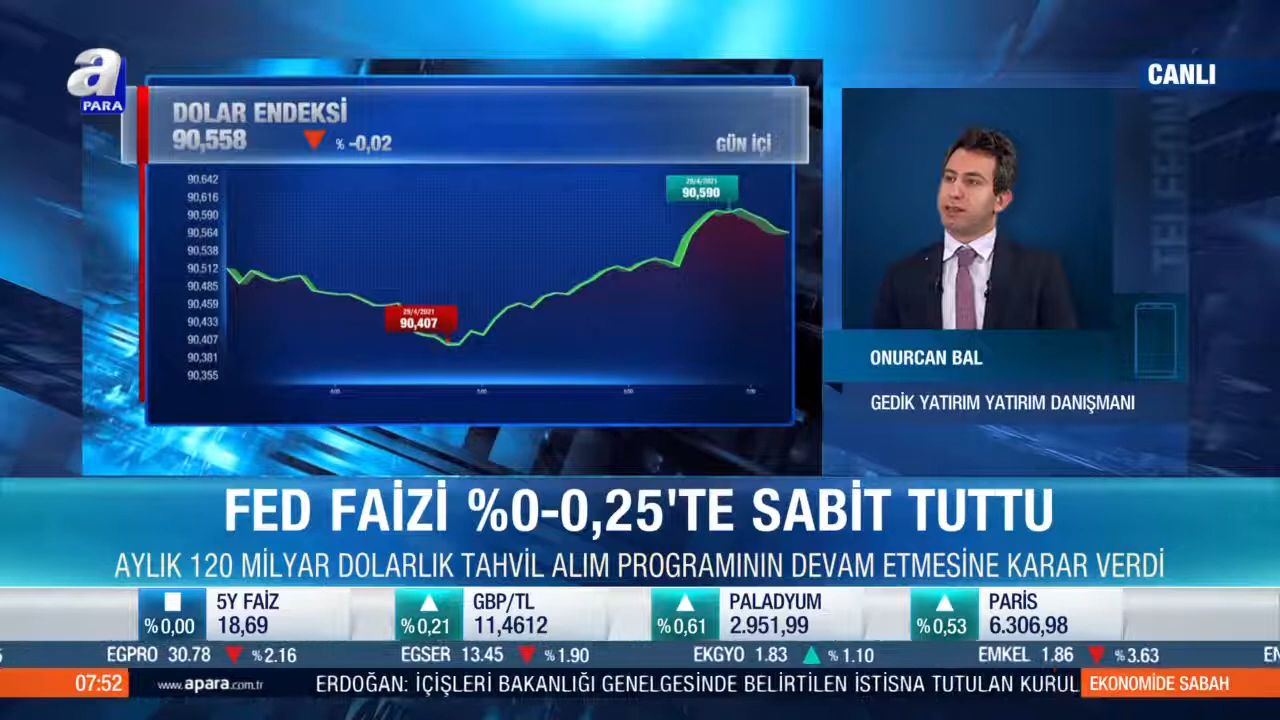 a
PARA
CANLI
DOLAR ENDEKSİ
90,558 % -0,02 GÜN İÇİ
90,642
90,616
90,590
90,564
90,538
90,512
90,485
90,459
90,433
90,407
90,381
90,355
29/4/2021
90,590
29/4/2021
90,407
TELEFON
ONURCAN BAL
GEDİK YATIRIM YATIRIM DANIŞMANI
FED FAİZİ %0-0,25'TE SABİT TUTTU
AYLIK 120 MİLYAR DOLARLIK TAHVİL ALIM PROGRAMININ DEVAM ETMESİNE KARAR VERDİ
%0,00 5Y FAİZ 18,69
%0,21 GBP/TL 11,4612
%0,61 PALADYUM 2.951,99
%0,53 PARİS 6.306,98
EGPRO 30.78 %2.16 EGSER 13.45 %1.90 EKGYO 1.83 %1.10 EMKEL 1.86 %3.63
07:52 www.apara.com.tr ERDOĞAN: İÇİŞLERİ BAKANLIĞI GENELGESİNDE BELİRTİLEN İSTİSNA TUTULAN KURUL EKONOMİDE SABAH